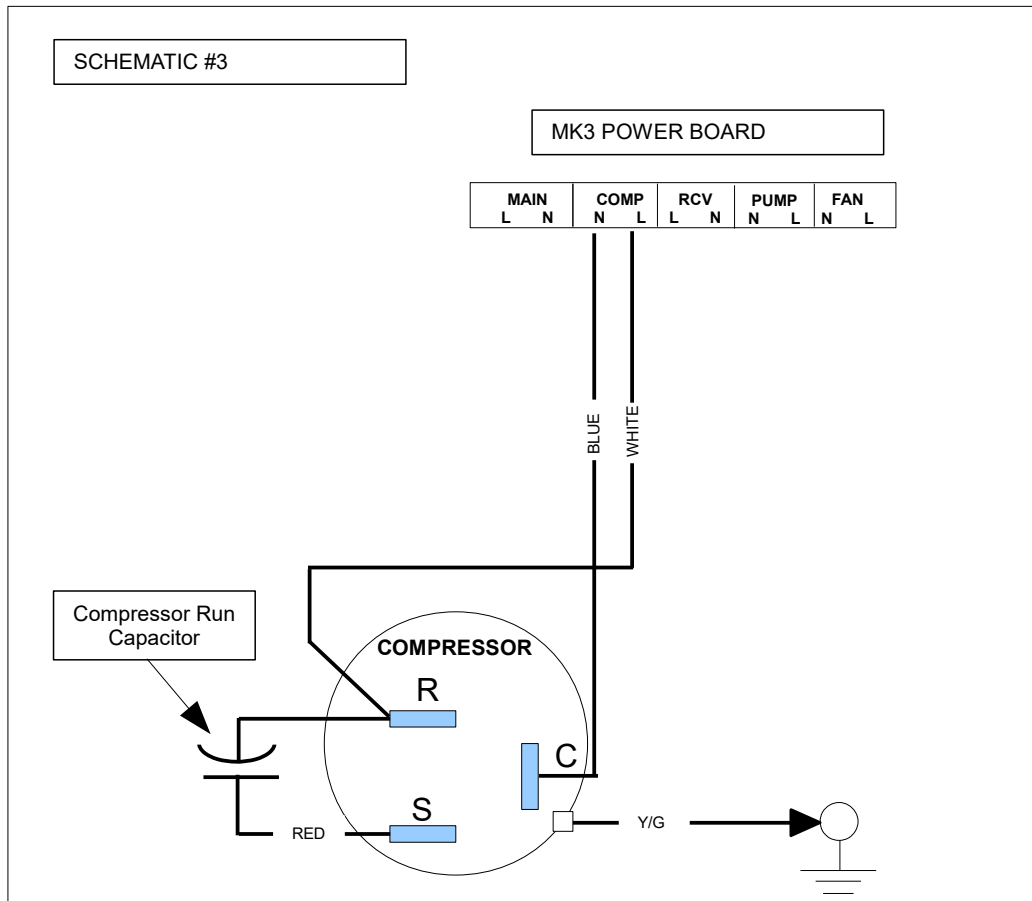 SCHEMATIC #3
MK3 POWER BOARD
MAIN COMP RCV PUMP FAN
L N N L L N N L N L
BLUE
WHITE
Compressor Run
Capacitor
COMPRESSOR
R
C
S
RED
Y/G